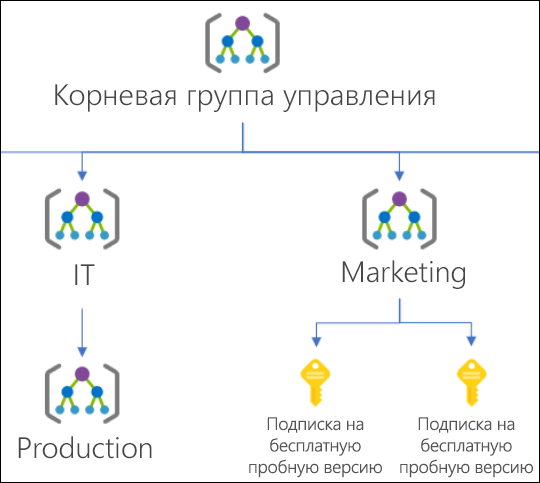 Корневая группа управления
IT
Marketing
Production
Подписка на
бесплатную
пробную версию
Подписка на
бесплатную
пробную версию